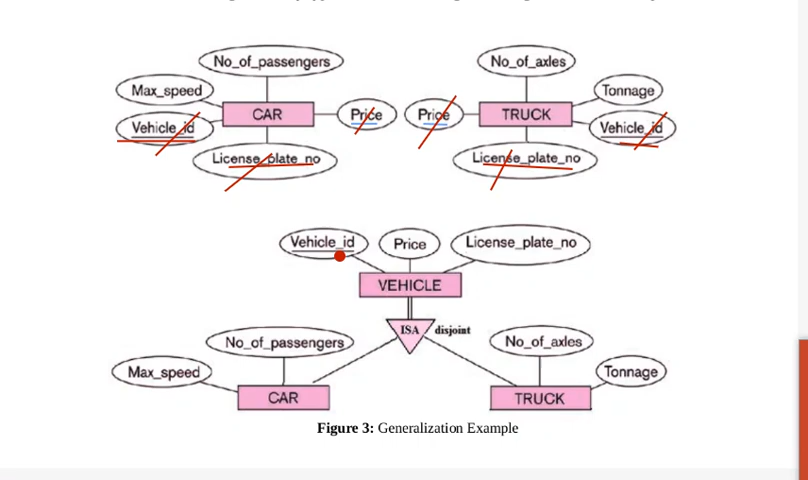 No_of_passengers
No_of_axles
Max_speed
Tonnage
CAR
Price
Price
TRUCK
Vehicle_id
Vehicle_id
License_plate_no
License_plate_no
Vehicle_id
Price
License_plate_no
VEHICLE
ISA
disjoint
No_of_passengers
No_of_axles
Max_speed
Tonnage
CAR
TRUCK
Figure 3: Generalization Example